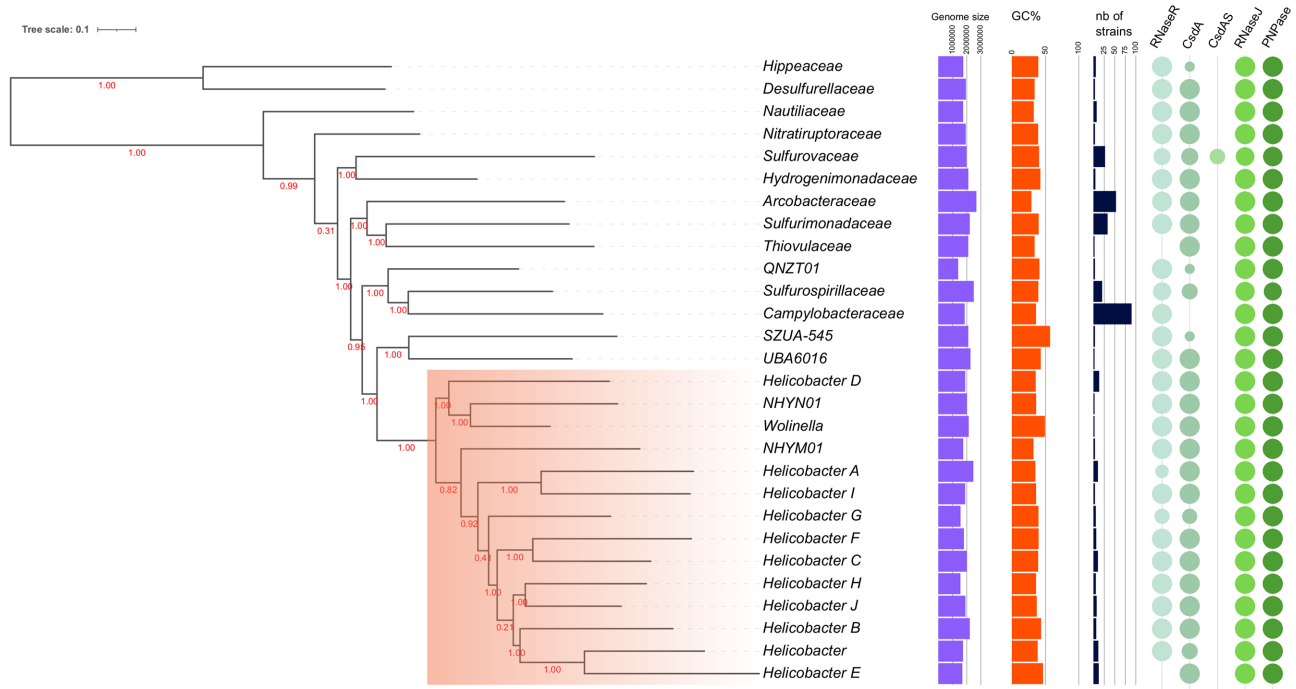 Tree scale: 0.1
Genome size
1000000
2000000
3000000
GC%
0
50
100
nb of
strains
0
25
50
75
100
RNaseR
CsdA
CsdAS
RNaseJ
PNPase
Hippeaceae
1.00
Desulfurellaceae
Nautiliaceae
Nitratiruptoraceae
1.00
Sulfurovaceae
1.00
Hydrogenimonadaceae
0.99
Arcobacteraceae
Sulfurimonadaceae
1.00
0.31
1.00
Thiovulaceae
QNZT01
1.00
1.00
Sulfurospirillaceae
1.00
Campylobacteraceae
SZUA-545
0.95
1.00
UBA6016
Helicobacter D
1.00
NHYN01
1.00
1.00
Wolinella
1.00
NHYM01
Helicobacter A
0.82
1.00
Helicobacter I
Helicobacter G
0.92
Helicobacter F
0.41
1.00
Helicobacter C
Helicobacter H
1.00
1.00
Helicobacter J
0.21
Helicobacter B
1.00
Helicobacter
1.00
Helicobacter E